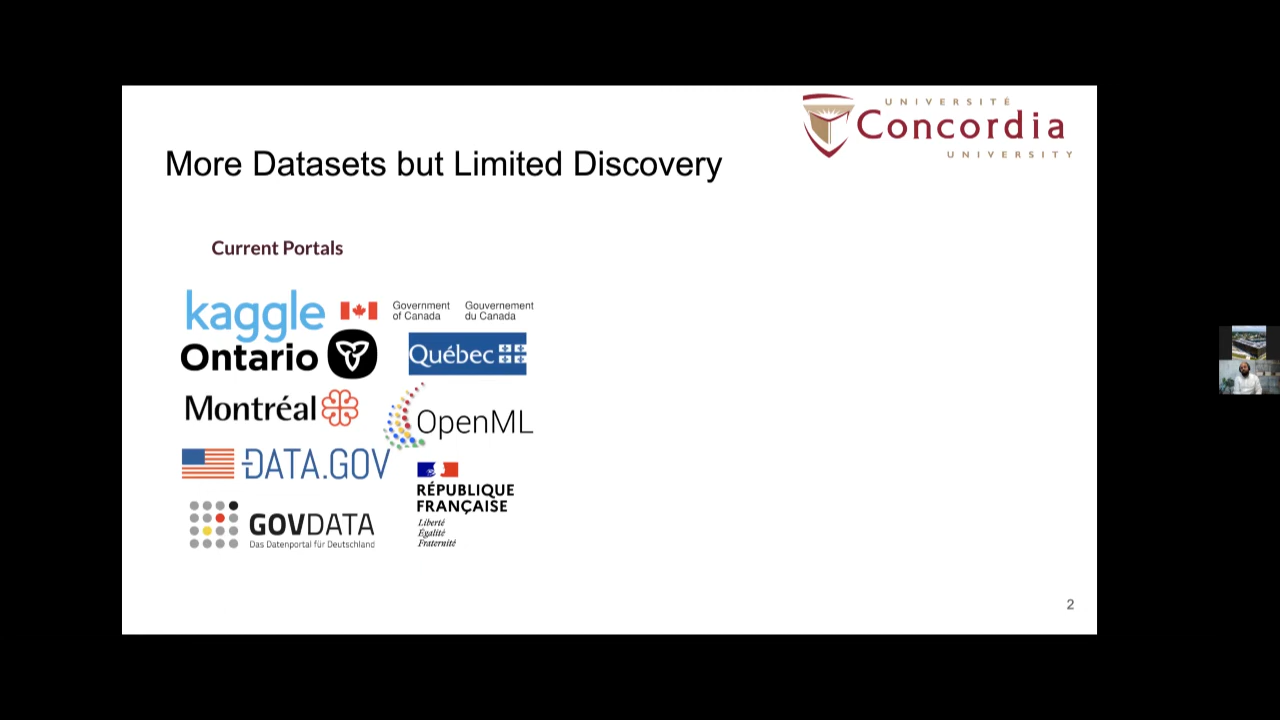 UNIVERSITÉ
Concordia
UNIVERSITY
More Datasets but Limited Discovery
Current Portals
kaggle
Government of Canada
Gouvernement du Canada
Ontario
Québec
Montréal
OpenML
DATA.GOV
RÉPUBLIQUE
FRANÇAISE
Liberté
Égalité
Fraternité
GOVDATA
Das Datenportal für Deutschland
2